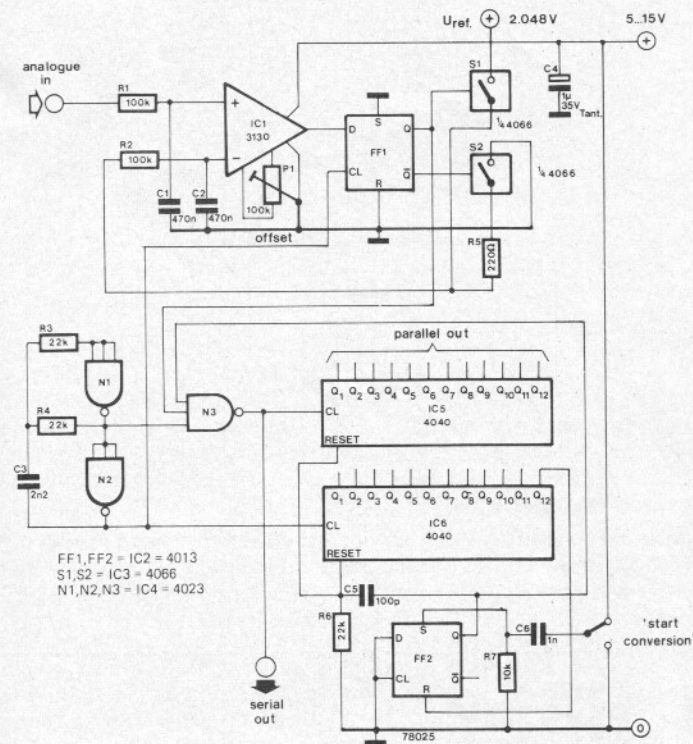 Uref.
2.048V
5...15V
analogue
in
R1
100k
R2
100k
C1
470n
C2
470n
IC1
3130
P1
100k
offset
D
S
Q
FF1
CL
Q
R
S1
¼4066
S2
¼4066
C4
1µ
35V
Tant.
R5
220Ω
R3
22k
N1
R4
22k
C3
2n2
N2
N3
parallel out
Q1 Q2 Q3 Q4 Q5 Q6 Q7 Q8 Q9 Q10 Q11 Q12
CL
IC5
4040
RESET
Q1 Q2 Q3 Q4 Q5 Q6 Q7 Q8 Q9 Q10 Q11 Q12
CL
IC6
4040
RESET
FF1,FF2 = IC2 = 4013
S1,S2 = IC3 = 4066
N1,N2,N3 = IC4 = 4023
C5
100p
R6
22k
D
S
Q
CL
FF2
Q
R
C6
1n
R7
10k
'start
conversion
serial
out
78025
0